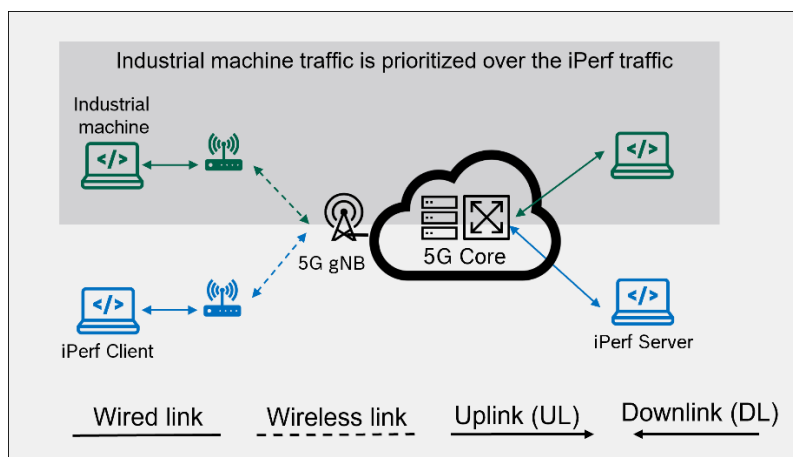 Industrial machine traffic is prioritized over the iPerf traffic
Industrial
machine
</>
</>
5G gNB
5G Core
</>
</>
iPerf Client
iPerf Server
Wired link
Wireless link
Uplink (UL)
Downlink (DL)